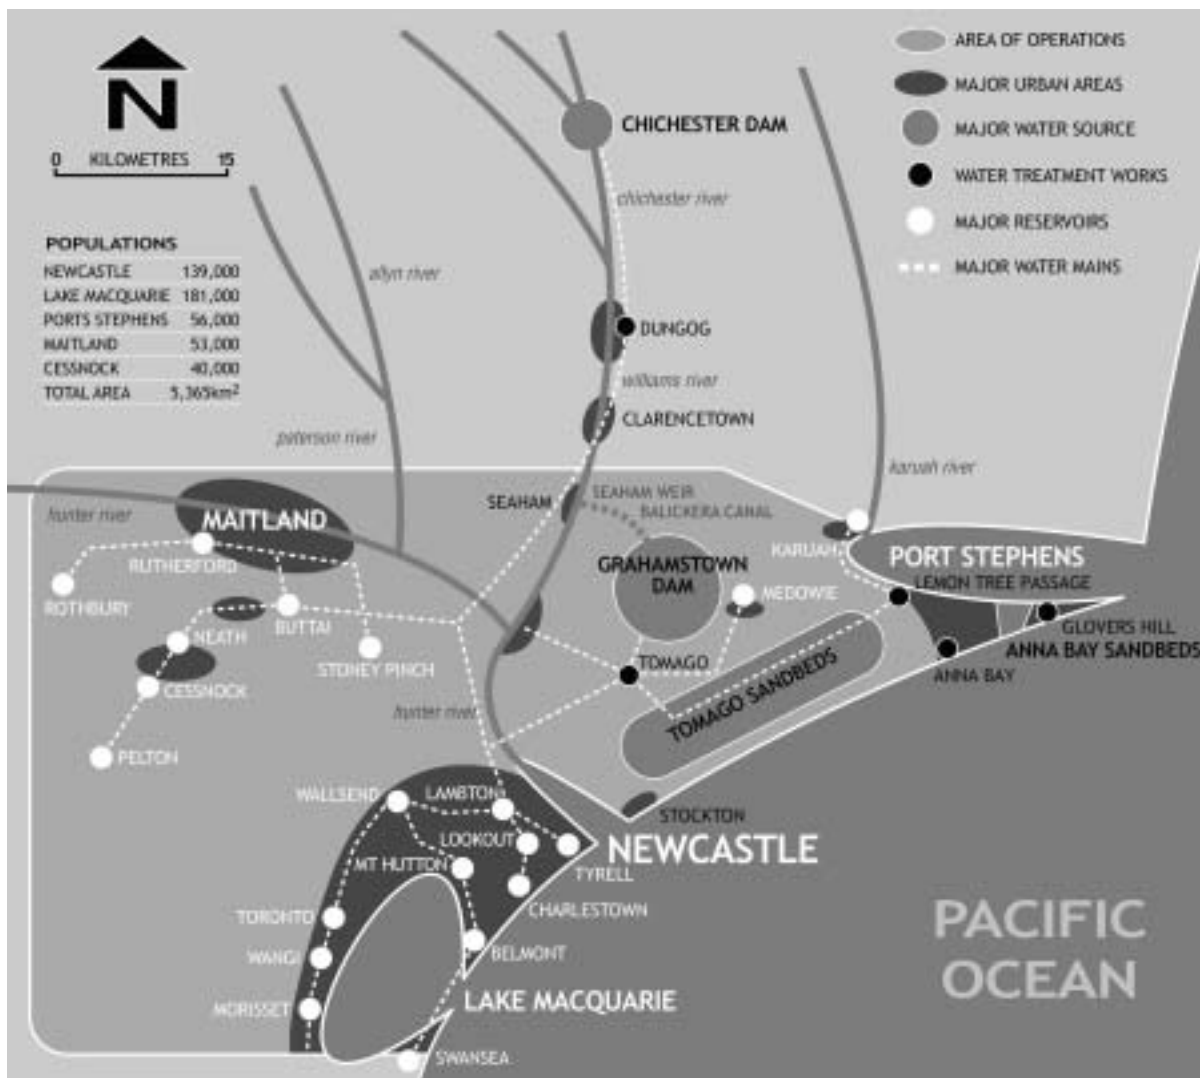 AREA OF OPERATIONS
MAJOR URBAN AREAS
MAJOR WATER SOURCE
WATER TREATMENT WORKS
MAJOR RESERVOIRS
MAJOR WATER MAINS
N
0 KILOMETRES 15
POPULATIONS
NEWCASTLE 139,000
LAKE MACQUARIE 181,000
PORTS STEPHENS 56,000
MAITLAND 53,000
CESSNOCK 40,000
TOTAL AREA 5,365km²
CHICHESTER DAM
chichester river
allyn river
DUNGOG
williams river
CLARENCETOWN
paterson river
karuah river
hunter river
SEAHAM
SEAHAM WEIR
BALICKERA CANAL
MAITLAND
RUTHERFORD
ROTHBURY
KARUAH
PORT STEPHENS
GRAHAMSTOWN
DAM
LEMON TREE PASSAGE
MEDOWIE
BUTTAI
NEATH
STONEY PINCH
GLOVERS HILL
ANNA BAY SANDBEDS
ANNA BAY
TOMAGO
TOMAGO SANDBEDS
CESSNOCK
hunter river
PELTON
WALLSEND
LAMBTON
STOCKTON
LOOKOUT
NEWCASTLE
MT HUTTON
TYRELL
CHARLESTOWN
TORONTO
WANGI
BELMONT
MORISSET
LAKE MACQUARIE
SWANSEA
PACIFIC
OCEAN